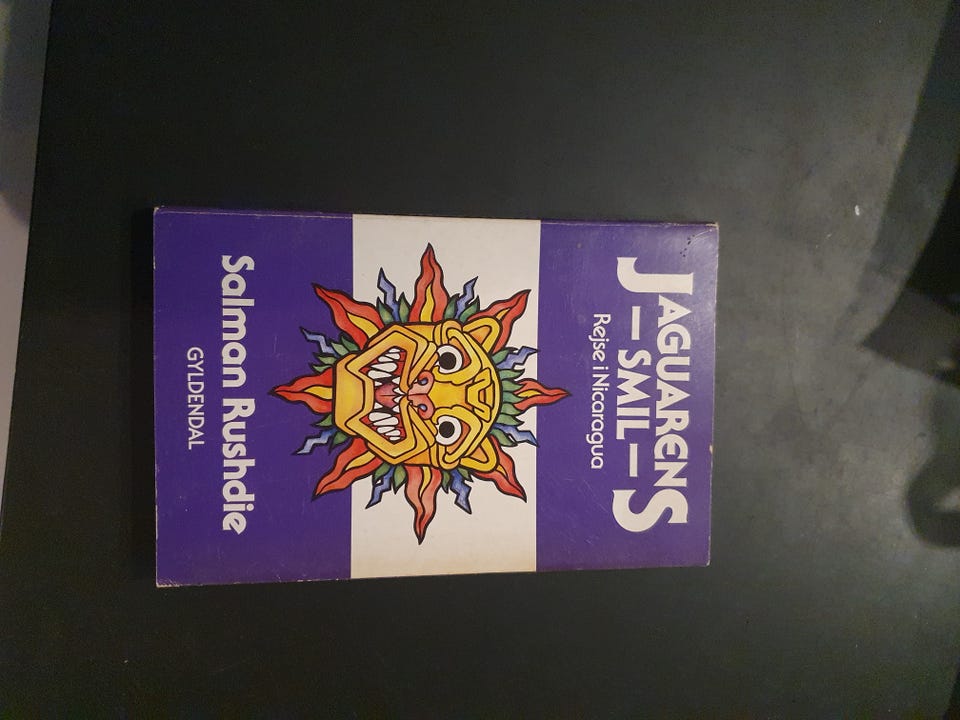 JAGUARENS
— SMIL —
Rejse i Nicaragua
Salman Rushdie
GYLDENDAL